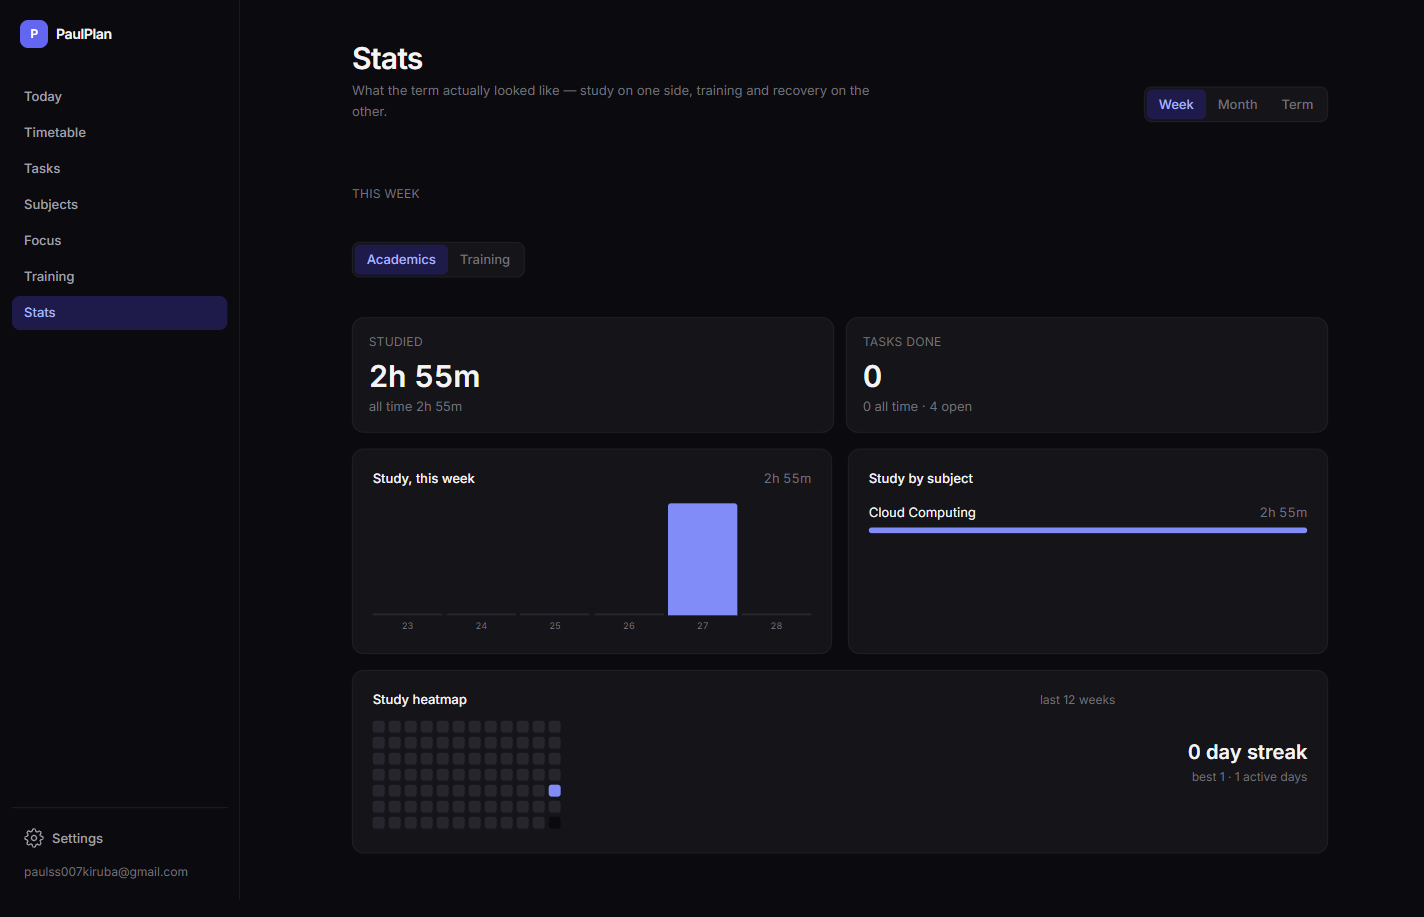 P PaulPlan
Today
Timetable
Tasks
Subjects
Focus
Training
Stats
Settings
paulss007kiruba@gmail.com
Stats
What the term actually looked like — study on one side, training and recovery on the
other.
Week Month Term
THIS WEEK
Academics Training
STUDIED
2h 55m
all time 2h 55m
TASKS DONE
0
0 all time · 4 open
Study, this week 2h 55m
23 24 25 26 27 28
Study by subject
Cloud Computing 2h 55m
Study heatmap last 12 weeks
0 day streak
best 1 · 1 active days